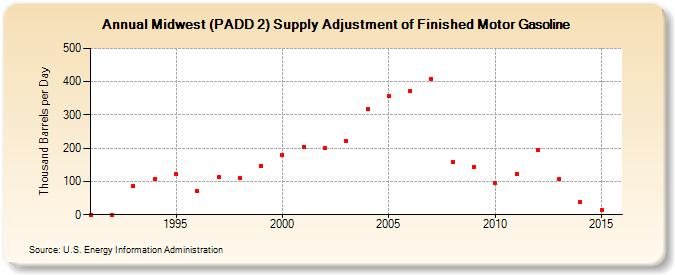 Annual Midwest (PADD 2) Supply Adjustment of Finished Motor Gasoline
Thousand Barrels per Day
500
400
300
200
100
0
1995 2000 2005 2010 2015
Source: U.S. Energy Information Administration